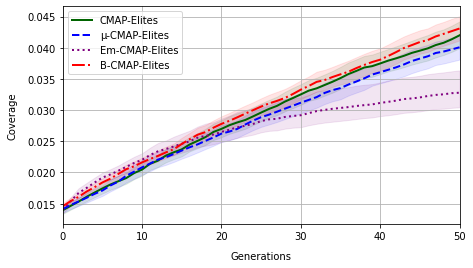 CMAP-Elites
μ-CMAP-Elites
Em-CMAP-Elites
B-CMAP-Elites
Coverage
0.045
0.040
0.035
0.030
0.025
0.020
0.015
0 10 20 30 40 50
Generations